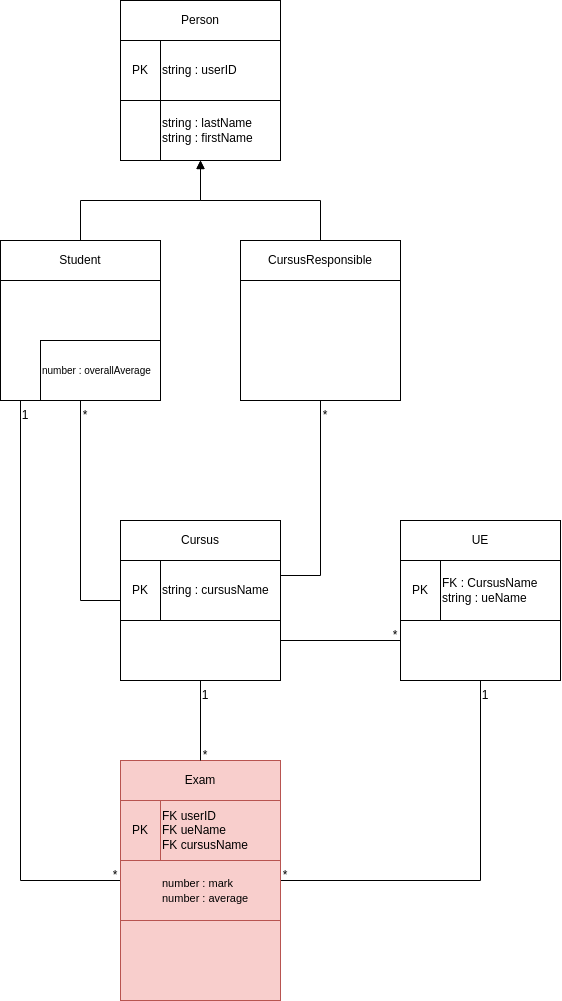 Person
PK
string : userID
string : lastName
string : firstName
Student
CursusResponsible
number : overallAverage
1
*
*
Cursus
UE
PK
string : cursusName
PK
FK : CursusName
string : ueName
*
1
1
*
Exam
PK
FK userID
FK ueName
FK cursusName
*
*
number : mark
number : average